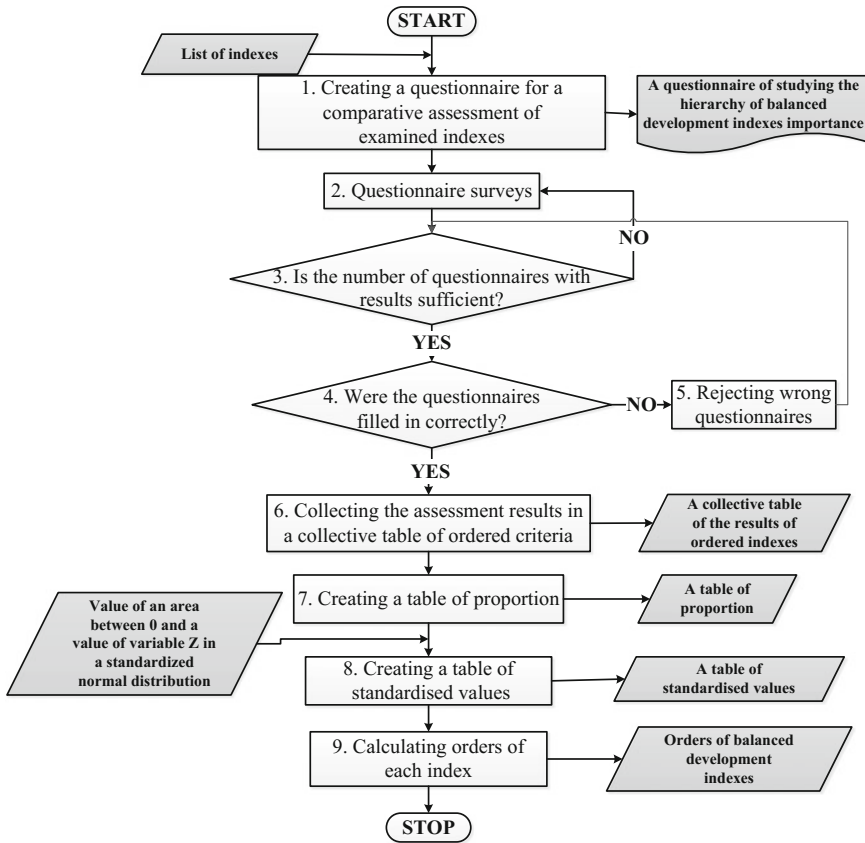 START
List of indexes
1. Creating a questionnaire for a
comparative assessment of
examined indexes
A questionnaire of studying the
hierarchy of balanced
development indexes importance
2. Questionnaire surveys
NO
3. Is the number of questionnaires with
results sufficient?
YES
4. Were the questionnaires
filled in correctly?
NO
5. Rejecting wrong
questionnaires
YES
6. Collecting the assessment results in
a collective table of ordered criteria
A collective table
of the results of
ordered indexes
7. Creating a table of proportion
A table of
proportion
Value of an area
between 0 and a
value of variable Z in
a standardized
normal distribution
8. Creating a table of
standardised values
A table of
standardised values
9. Calculating orders of
each index
Orders of balanced
development
indexes
STOP